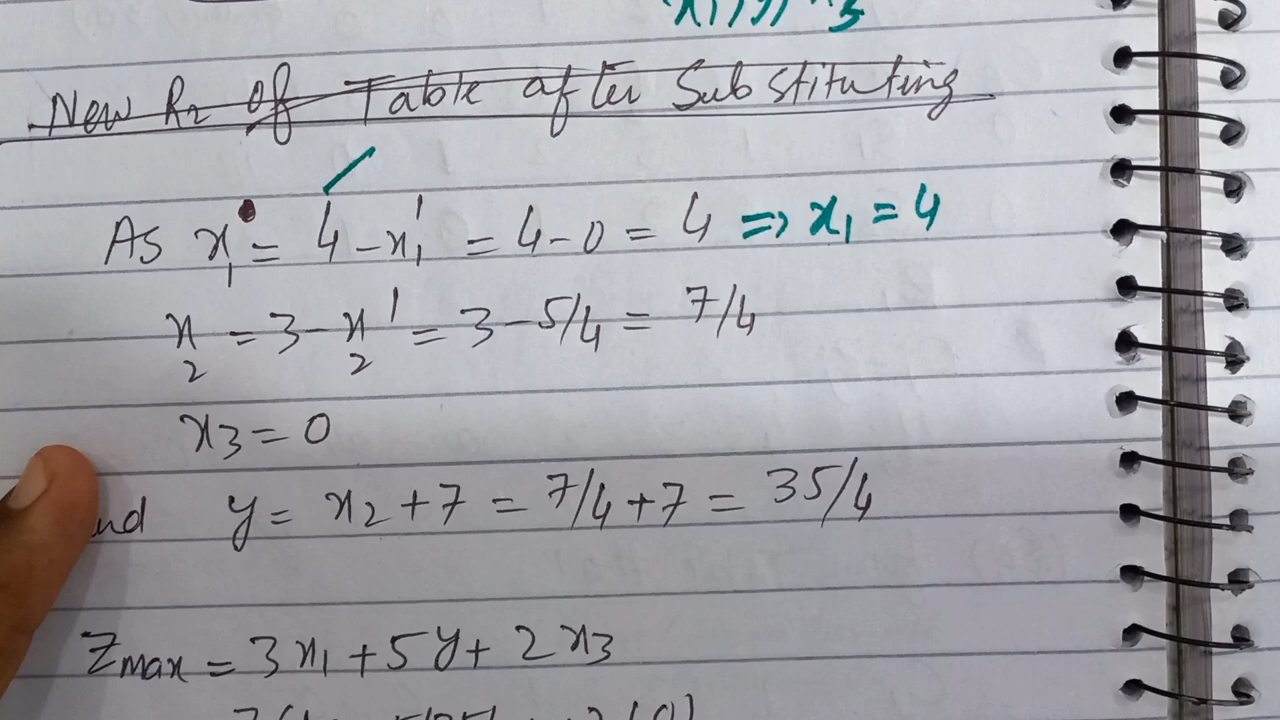 New R₂ of Table after Substituting
As x₁ = 4 - x₁' = 4 - 0 = 4 ⇒ x₁ = 4
x₂ = 3 - x₂' = 3 - 5/4 = 7/4
x₃ = 0
y = x₂ + 7 = 7/4 + 7 = 35/4
Zmax = 3x₁ + 5y + 2x₃